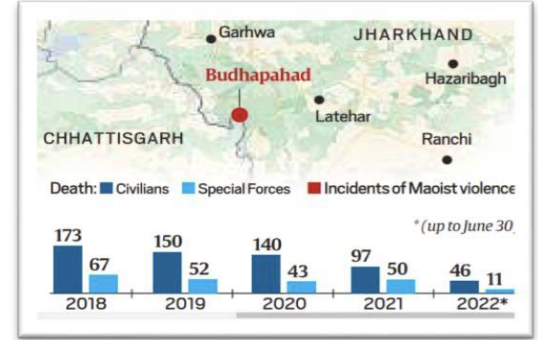 Garhwa
JHARKHAND
Budhapahad
Hazaribagh
Latehar
CHHATTISGARH
Ranchi
Death: Civilians Special Forces Incidents of Maoist violence
*(up to June 30
173 67 150 52 140 43 97 50 46 11
2018 2019 2020 2021 2022*